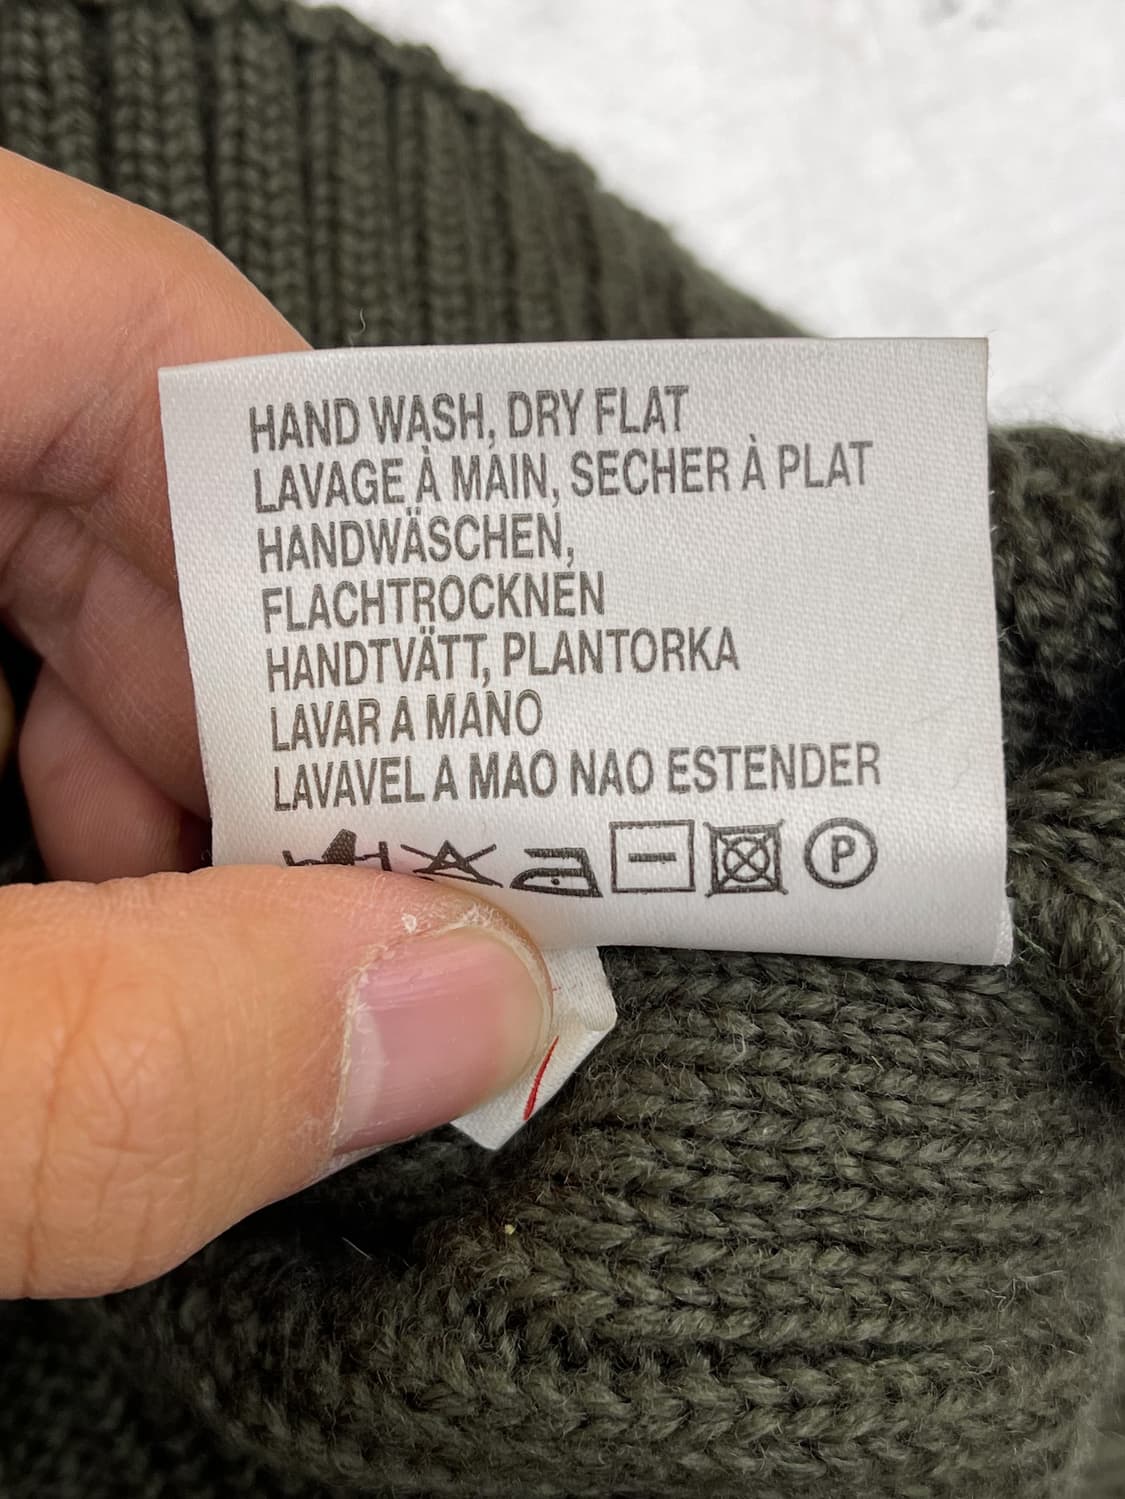 HAND WASH, DRY FLAT
LAVAGE À MAIN, SECHER À PLAT
HANDWÄSCHEN,
FLACHTROCKNEN
HANDTVÄTT, PLANTORKA
LAVAR A MANO
LAVAVEL A MAO NAO ESTENDER
P